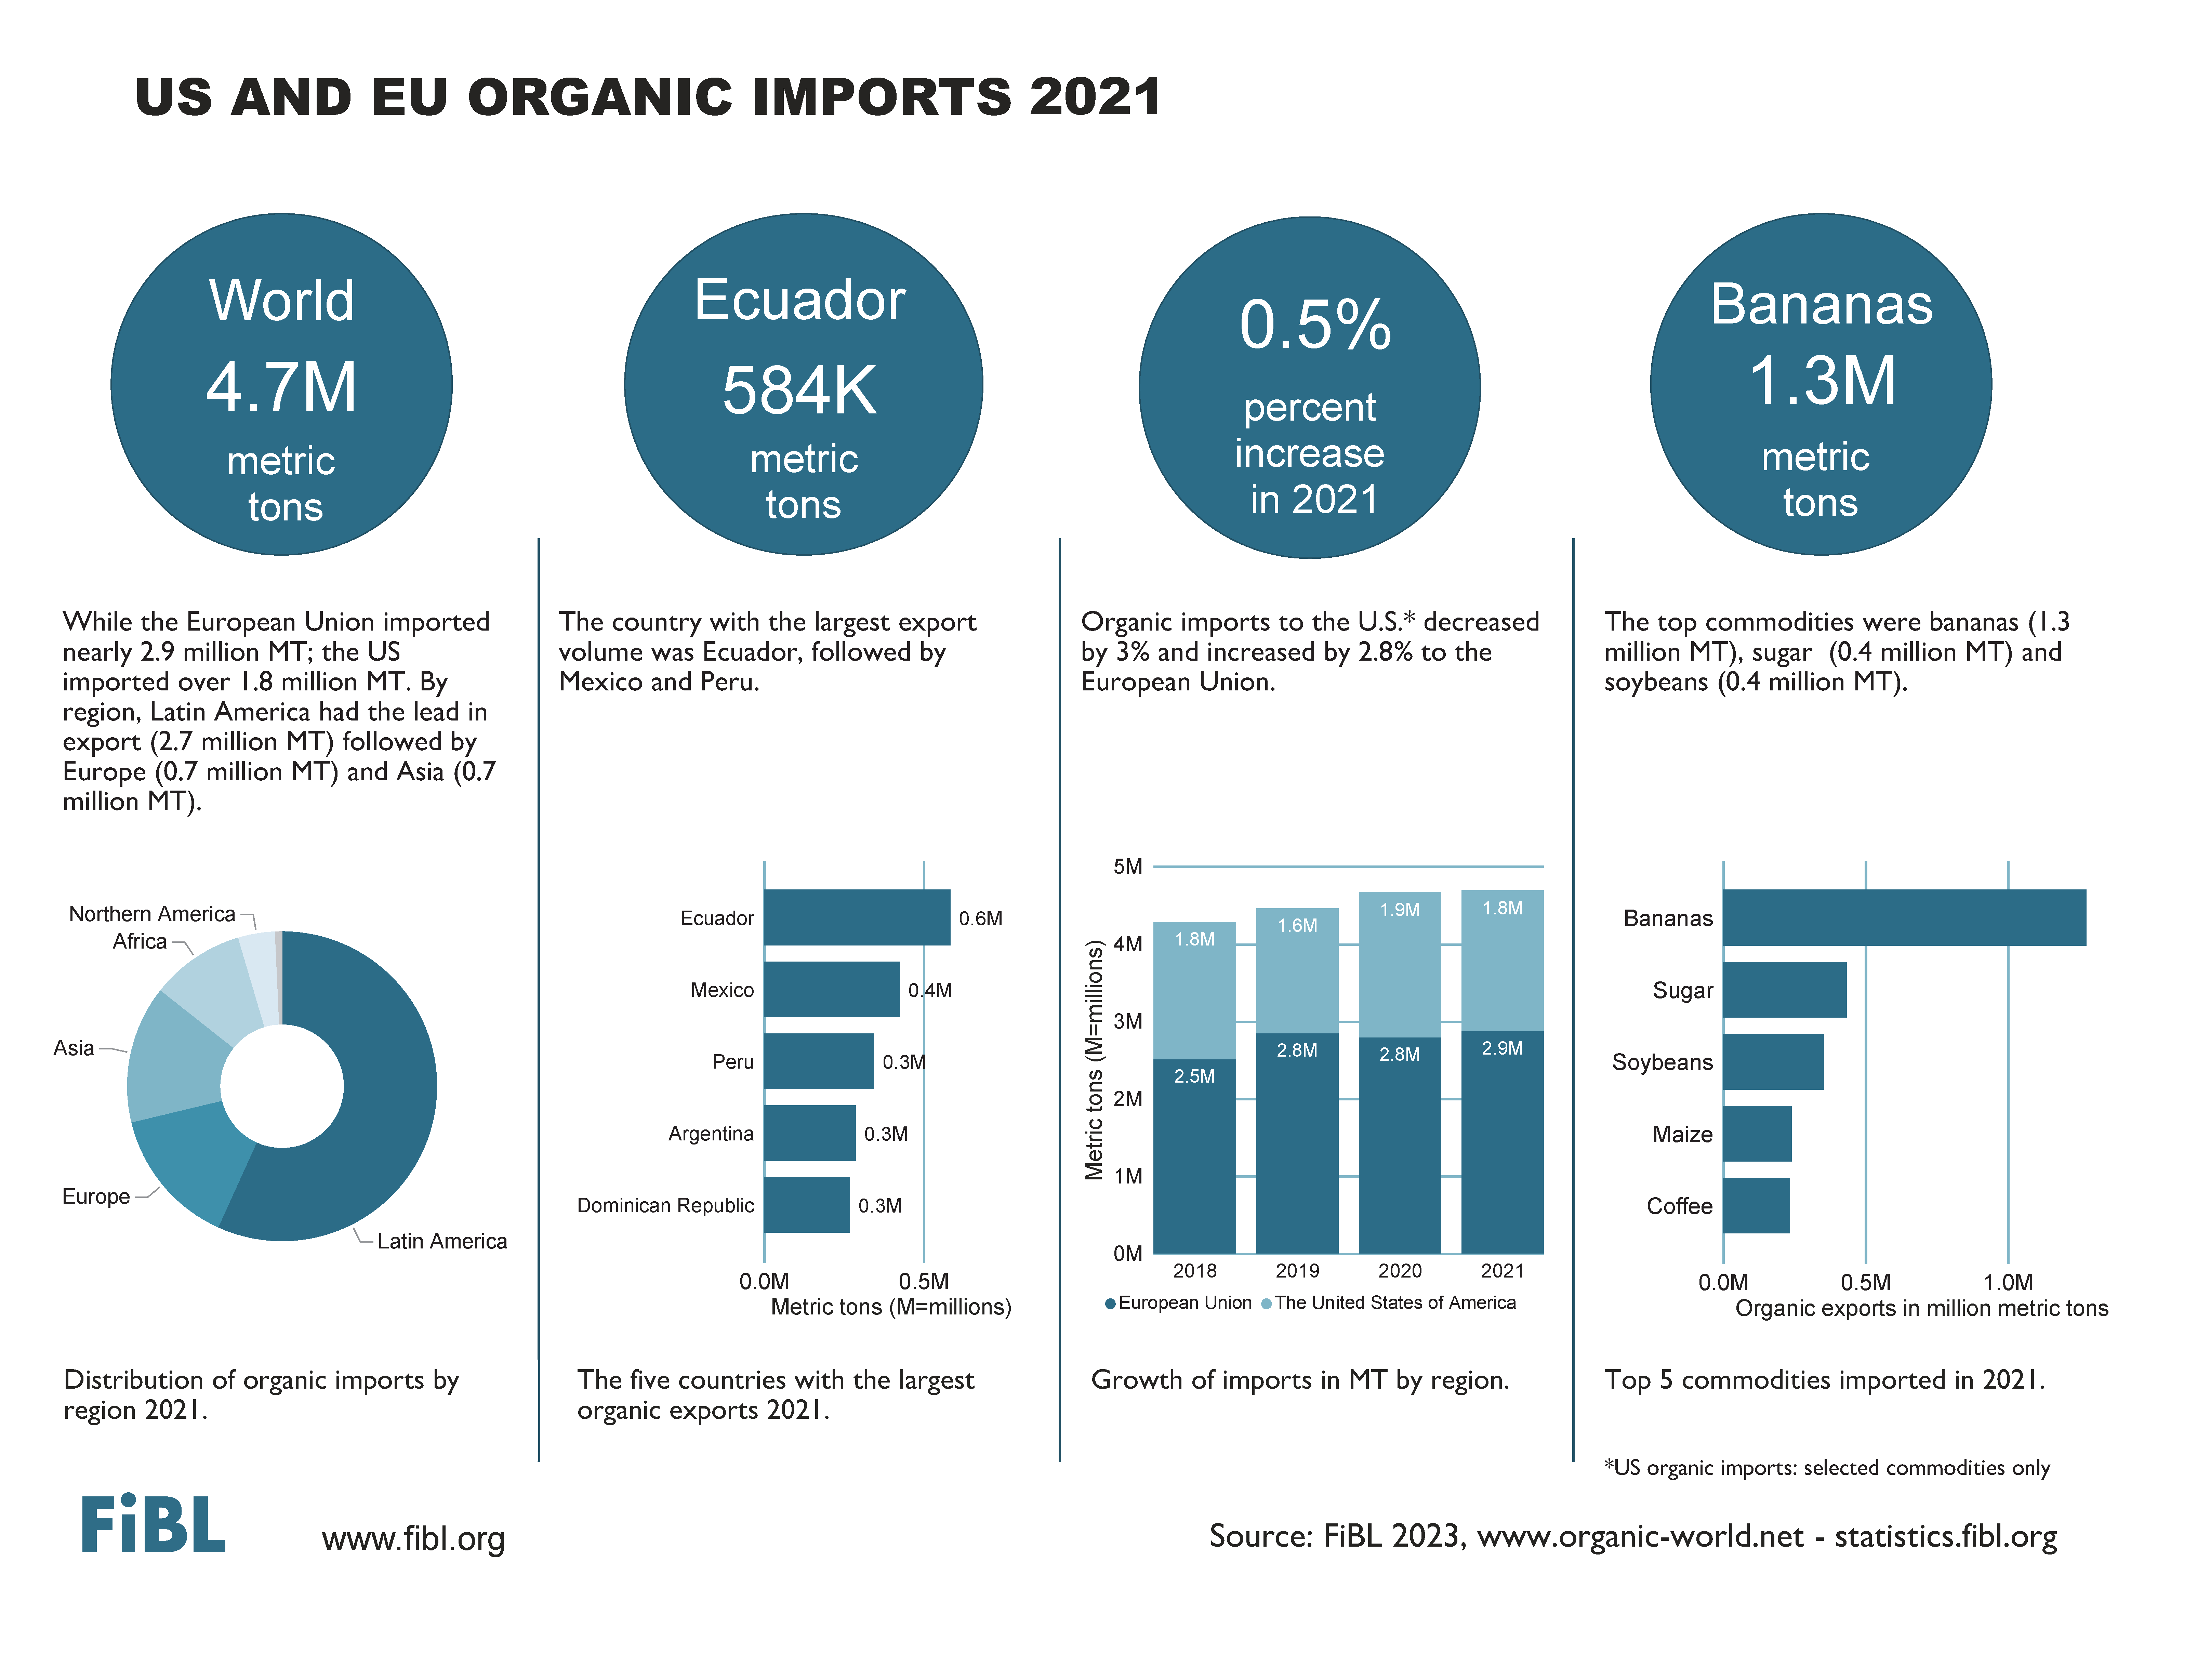 US AND EU ORGANIC IMPORTS 2021
World
4.7M
metric
tons
While the European Union imported
nearly 2.9 million MT; the US
imported over 1.8 million MT. By
region, Latin America had the lead in
export (2.7 million MT) followed by
Europe (0.7 million MT) and Asia (0.7
million MT).
Northern America
Africa
Asia
Europe
Latin America
Distribution of organic imports by
region 2021.
Ecuador
584K
metric
tons
The country with the largest export
volume was Ecuador, followed by
Mexico and Peru.
Ecuador 0.6M
Mexico 0.4M
Peru 0.3M
Argentina 0.3M
Dominican Republic 0.3M
0.0M 0.5M
Metric tons (M=millions)
The five countries with the largest
organic exports 2021.
0.5%
percent
increase
in 2021
Organic imports to the U.S.* decreased
by 3% and increased by 2.8% to the
European Union.
Metric tons (M=millions)
5M
4M
3M
2M
1M
0M
1.8M 1.6M 1.9M 1.8M
2.5M 2.8M 2.8M 2.9M
2018 2019 2020 2021
European Union The United States of America
Growth of imports in MT by region.
Bananas
1.3M
metric
tons
The top commodities were bananas (1.3
million MT), sugar (0.4 million MT) and
soybeans (0.4 million MT).
Bananas
Sugar
Soybeans
Maize
Coffee
0.0M 0.5M 1.0M
Organic exports in million metric tons
Top 5 commodities imported in 2021.
*US organic imports: selected commodities only
FiBL
www.fibl.org
Source: FiBL 2023, www.organic-world.net - statistics.fibl.org